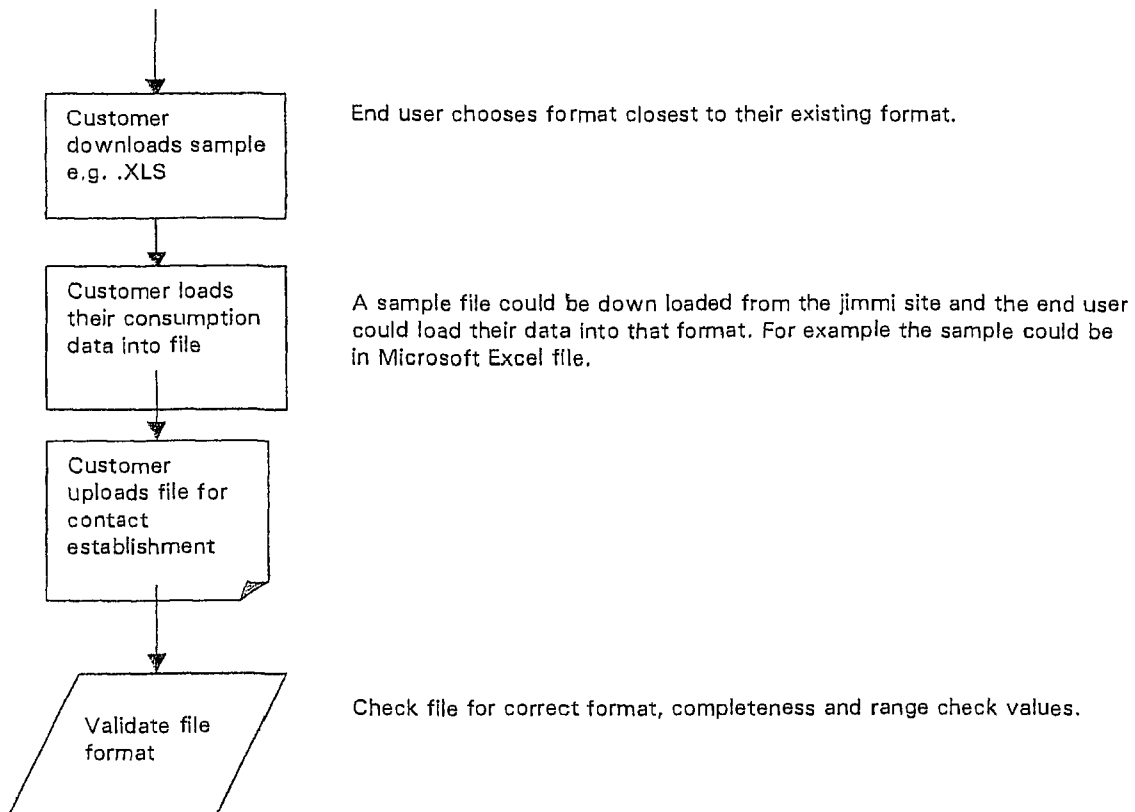 Customer
downloads sample
e.g. .XLS
End user chooses format closest to their existing format.
Customer loads
their consumption
data into file
A sample file could be down loaded from the jimmi site and the end user
could load their data into that format. For example the sample could be
in Microsoft Excel file.
Customer
uploads file for
contact
establishment
Validate file
format
Check file for correct format, completeness and range check values.